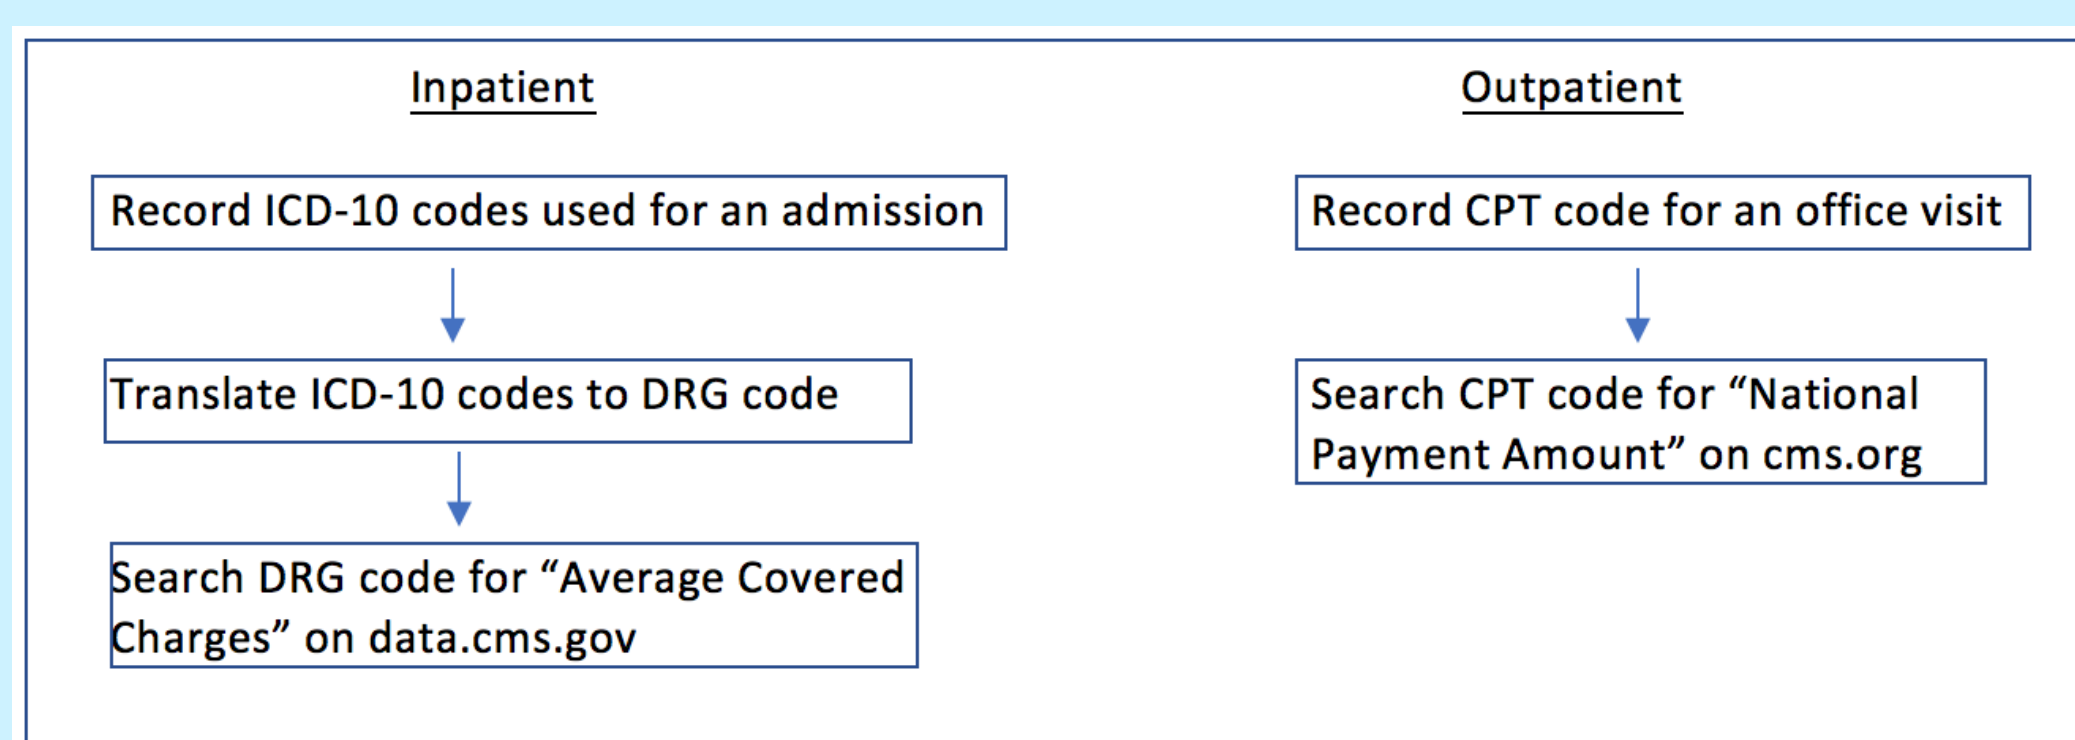 Inpatient
Record ICD-10 codes used for an admission
Translate ICD-10 codes to DRG code
Search DRG code for “Average Covered
Charges” on data.cms.gov
Outpatient
Record CPT code for an office visit
Search CPT code for “National
Payment Amount” on cms.org